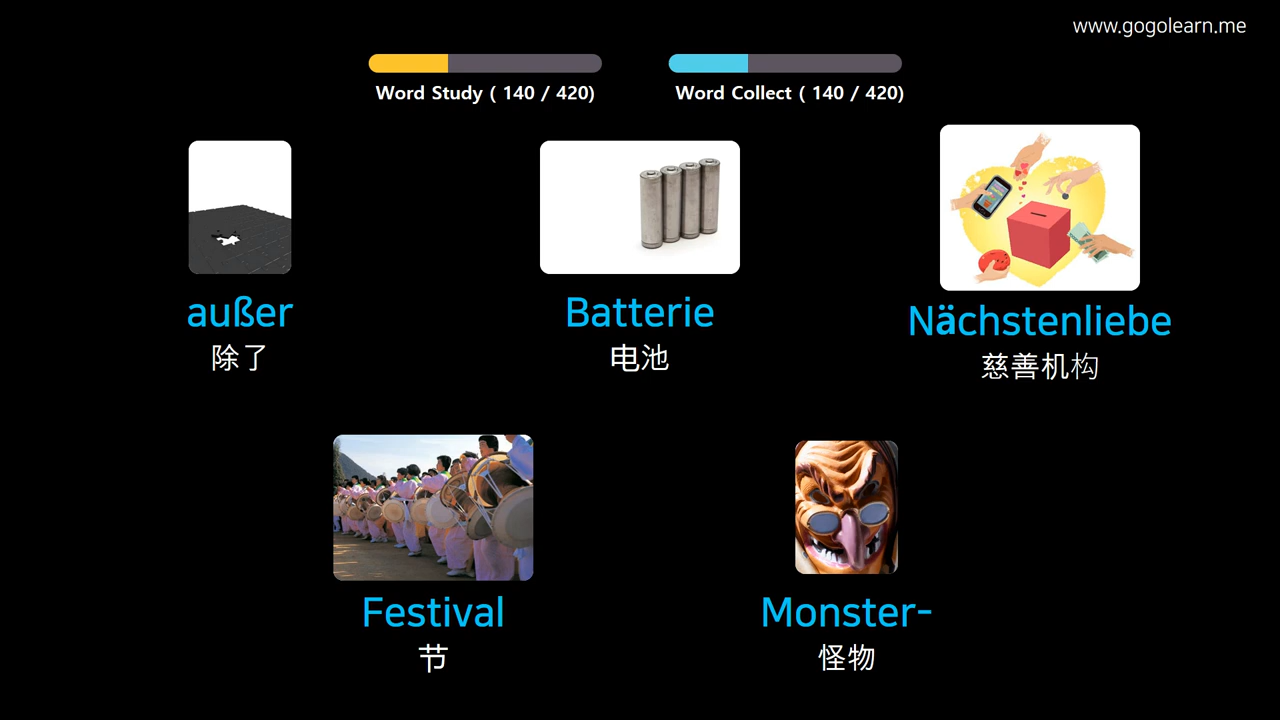 www.gogolearn.me
Word Study ( 140 / 420)
Word Collect ( 140 / 420)
außer
除了
Batterie
电池
Nächstenliebe
慈善机构
Festival
节
Monster-
怪物